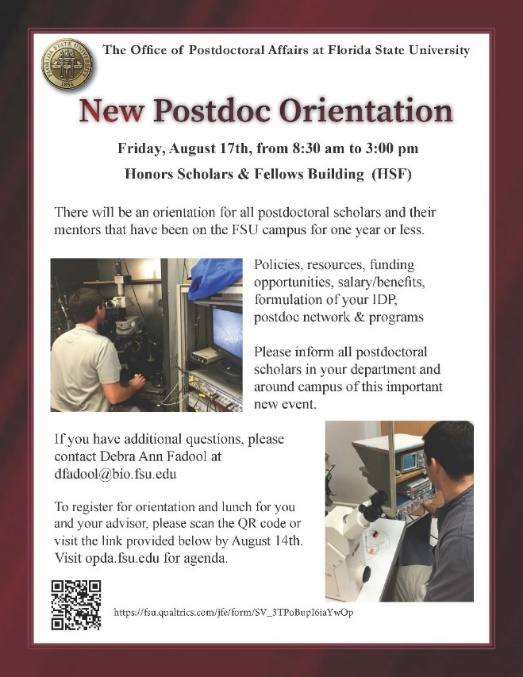 The Office of Postdoctoral Affairs at Florida State University
New Postdoc Orientation
Friday, August 17th, from 8:30 am to 3:00 pm
Honors Scholars & Fellows Building (HSF)
There will be an orientation for all postdoctoral scholars and their
mentors that have been on the FSU campus for one year or less.
Policies, resources, funding
opportunities, salary/benefits,
formulation of your IDP,
postdoc network & programs
Please inform all postdoctoral
scholars in your department and
around campus of this important
new event.
If you have additional questions, please
contact Debra Ann Fadool at
dfadool@bio.fsu.edu
To register for orientation and lunch for you
and your advisor, please scan the QR code or
visit the link provided below by August 14th.
Visit opda.fsu.edu for agenda.
https://fsu.qualtrics.com/jfe/form/SV_3TPoBupI6iaYwOp